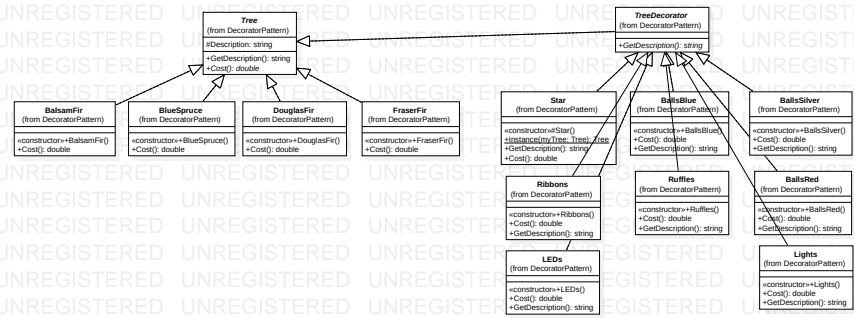 Tree
(from DecoratorPattern)
#Description: string
+GetDescription(): string
+Cost(): double
TreeDecorator
(from DecoratorPattern)
+GetDescription(): string
BalsamFir
(from DecoratorPattern)
«constructor»+BalsamFir()
+Cost(): double
BlueSpruce
(from DecoratorPattern)
«constructor»+BlueSpruce()
+Cost(): double
DouglasFir
(from DecoratorPattern)
«constructor»+DouglasFir()
+Cost(): double
FraserFir
(from DecoratorPattern)
«constructor»+FraserFir()
+Cost(): double
Star
(from DecoratorPattern)
«constructor»#Star()
+Instance(myTree: Tree): Tree
+GetDescription(): string
+Cost(): double
BallsBlue
(from DecoratorPattern)
«constructor»+BallsBlue()
+Cost(): double
+GetDescription(): string
BallsSilver
(from DecoratorPattern)
«constructor»+BallsSilver()
+Cost(): double
+GetDescription(): string
Ribbons
(from DecoratorPattern)
«constructor»+Ribbons()
+Cost(): double
+GetDescription(): string
Ruffles
(from DecoratorPattern)
«constructor»+Ruffles()
+Cost(): double
+GetDescription(): string
BallsRed
(from DecoratorPattern)
«constructor»+BallsRed()
+Cost(): double
+GetDescription(): string
LEDs
(from DecoratorPattern)
«constructor»+LEDs()
+Cost(): double
+GetDescription(): string
Lights
(from DecoratorPattern)
«constructor»+Lights()
+Cost(): double
+GetDescription(): string
UNREGISTERED